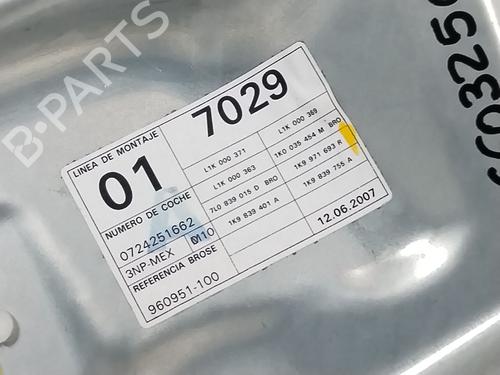 B-PARTS
LINEA DE MONTAJE
01
7029
L1K 000 371
L1K 000 369
L1K 000 363
1K0 035 454 M BRO
7L0 839 015 D BRO
1K9 971 693 R
1K9 839 401 A
1K9 839 755 A
NUMERO DE COCHE
0724251662
3NP-MEX
M10
12.06.2007
REFERENCIA BROSE
960951-100